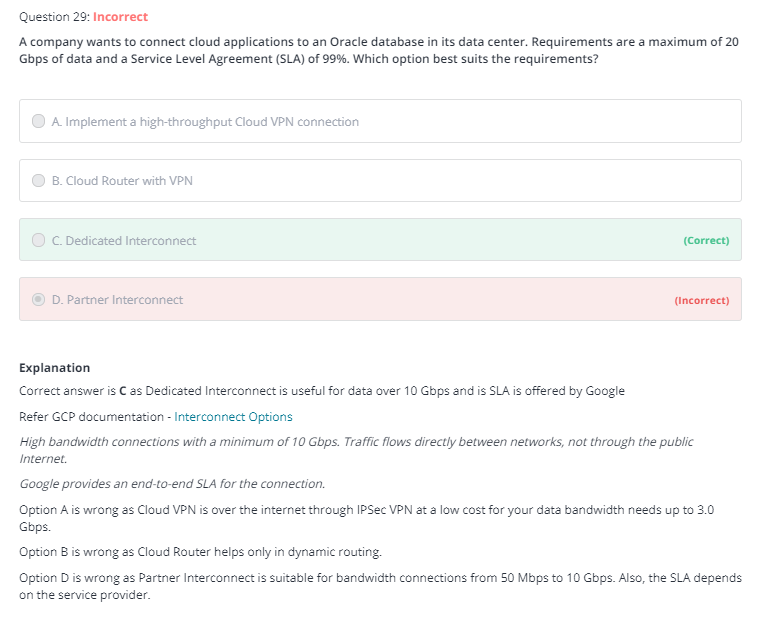 Question 29: Incorrect
A company wants to connect cloud applications to an Oracle database in its data center. Requirements are a maximum of 20
Gbps of data and a Service Level Agreement (SLA) of 99%. Which option best suits the requirements?
A. Implement a high-throughput Cloud VPN connection
B. Cloud Router with VPN
C. Dedicated Interconnect (Correct)
D. Partner Interconnect (Incorrect)
Explanation
Correct answer is C as Dedicated Interconnect is useful for data over 10 Gbps and is SLA is offered by Google
Refer GCP documentation - Interconnect Options
High bandwidth connections with a minimum of 10 Gbps. Traffic flows directly between networks, not through the public
Internet.
Google provides an end-to-end SLA for the connection.
Option A is wrong as Cloud VPN is over the internet through IPSec VPN at a low cost for your data bandwidth needs up to 3.0
Gbps.
Option B is wrong as Cloud Router helps only in dynamic routing.
Option D is wrong as Partner Interconnect is suitable for bandwidth connections from 50 Mbps to 10 Gbps. Also, the SLA depends
on the service provider.